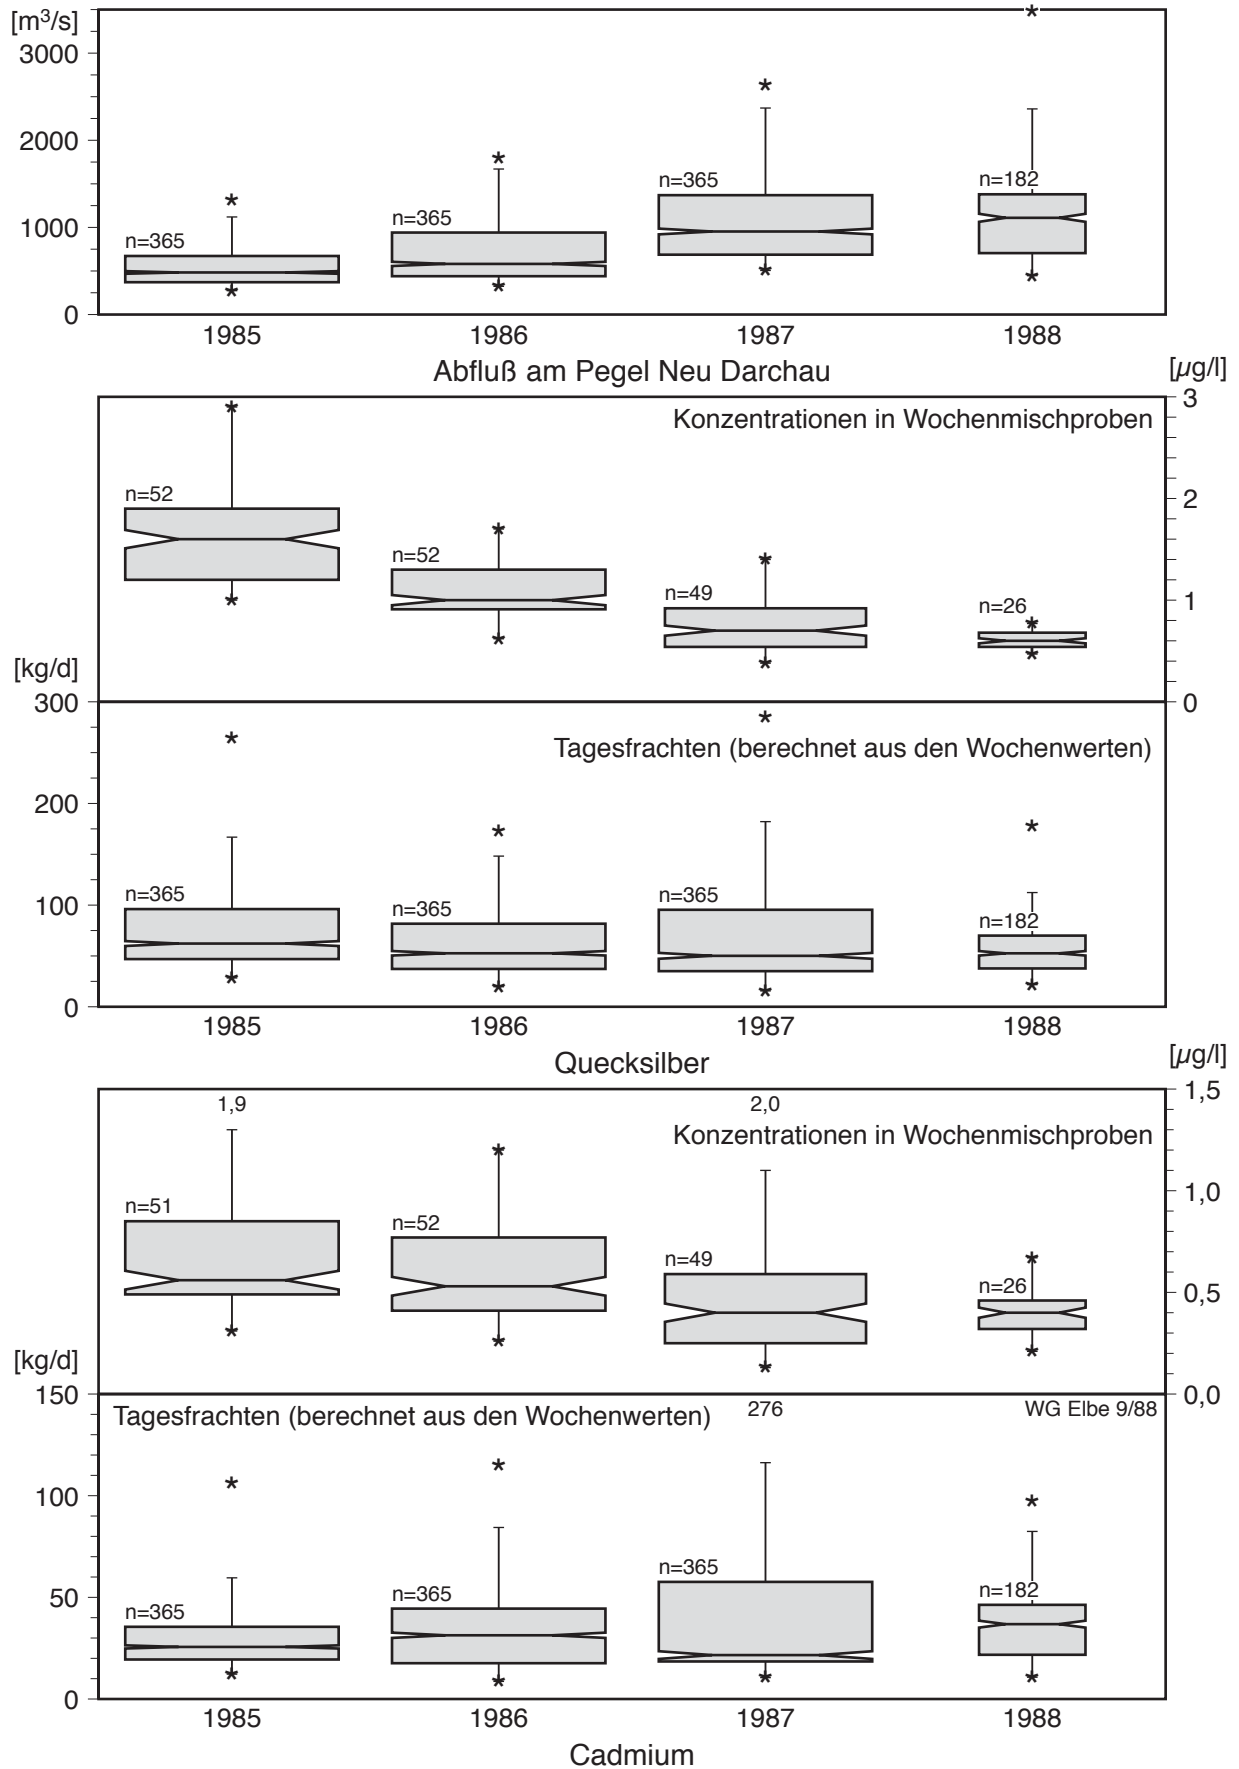 [m³/s]
3000
2000
1000
0
n=365
n=365
n=365
n=182
1985 1986 1987 1988
Abfluß am Pegel Neu Darchau
[µg/l]
Konzentrationen in Wochenmischproben
3
2
1
0
n=52
n=52
n=49
n=26
[kg/d]
300
200
100
0
Tagesfrachten (berechnet aus den Wochenwerten)
n=365
n=365
n=365
n=182
1985 1986 1987 1988
Quecksilber
[µg/l]
1,5
1,0
0,5
0,0
1,9
2,0
Konzentrationen in Wochenmischproben
n=51
n=52
n=49
n=26
[kg/d]
150
100
50
0
Tagesfrachten (berechnet aus den Wochenwerten)
276
WG Elbe 9/88
n=365
n=365
n=365
n=182
1985 1986 1987 1988
Cadmium